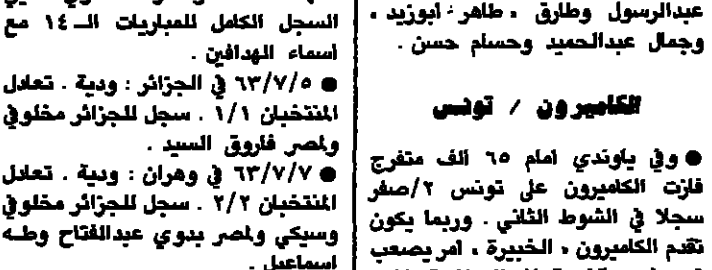 عبدالرسول وطارق ، طاهر أبوزيد ،
وجمال عبدالحميد وحسام حسن .
الكاميرون / تونس
● وفي ياوندي امام ٦٥ الف متفرج
فازت الكاميرون على تونس ٢/صفر
سجلا في الشوط الثاني . وربما يكون
تقدم الكاميرون ، الخبيرة ، امر يصعب
السجل الكامل للمباريات الـ ١٤ مع
اسماء الهدافين .
● ٦٣/٧/٥ في الجزائر : ودية . تعادل
المنتخبان ١/١ . سجل للجزائر مخلوفي
ولمصر فاروق السيد .
● ٦٣/٧/٧ في وهران : ودية . تعادل
المنتخبان ٢/٢ . سجل للجزائر مخلوفي
وسيكي ولمصر بدوي عبدالفتاح وطه
اسماعيل .